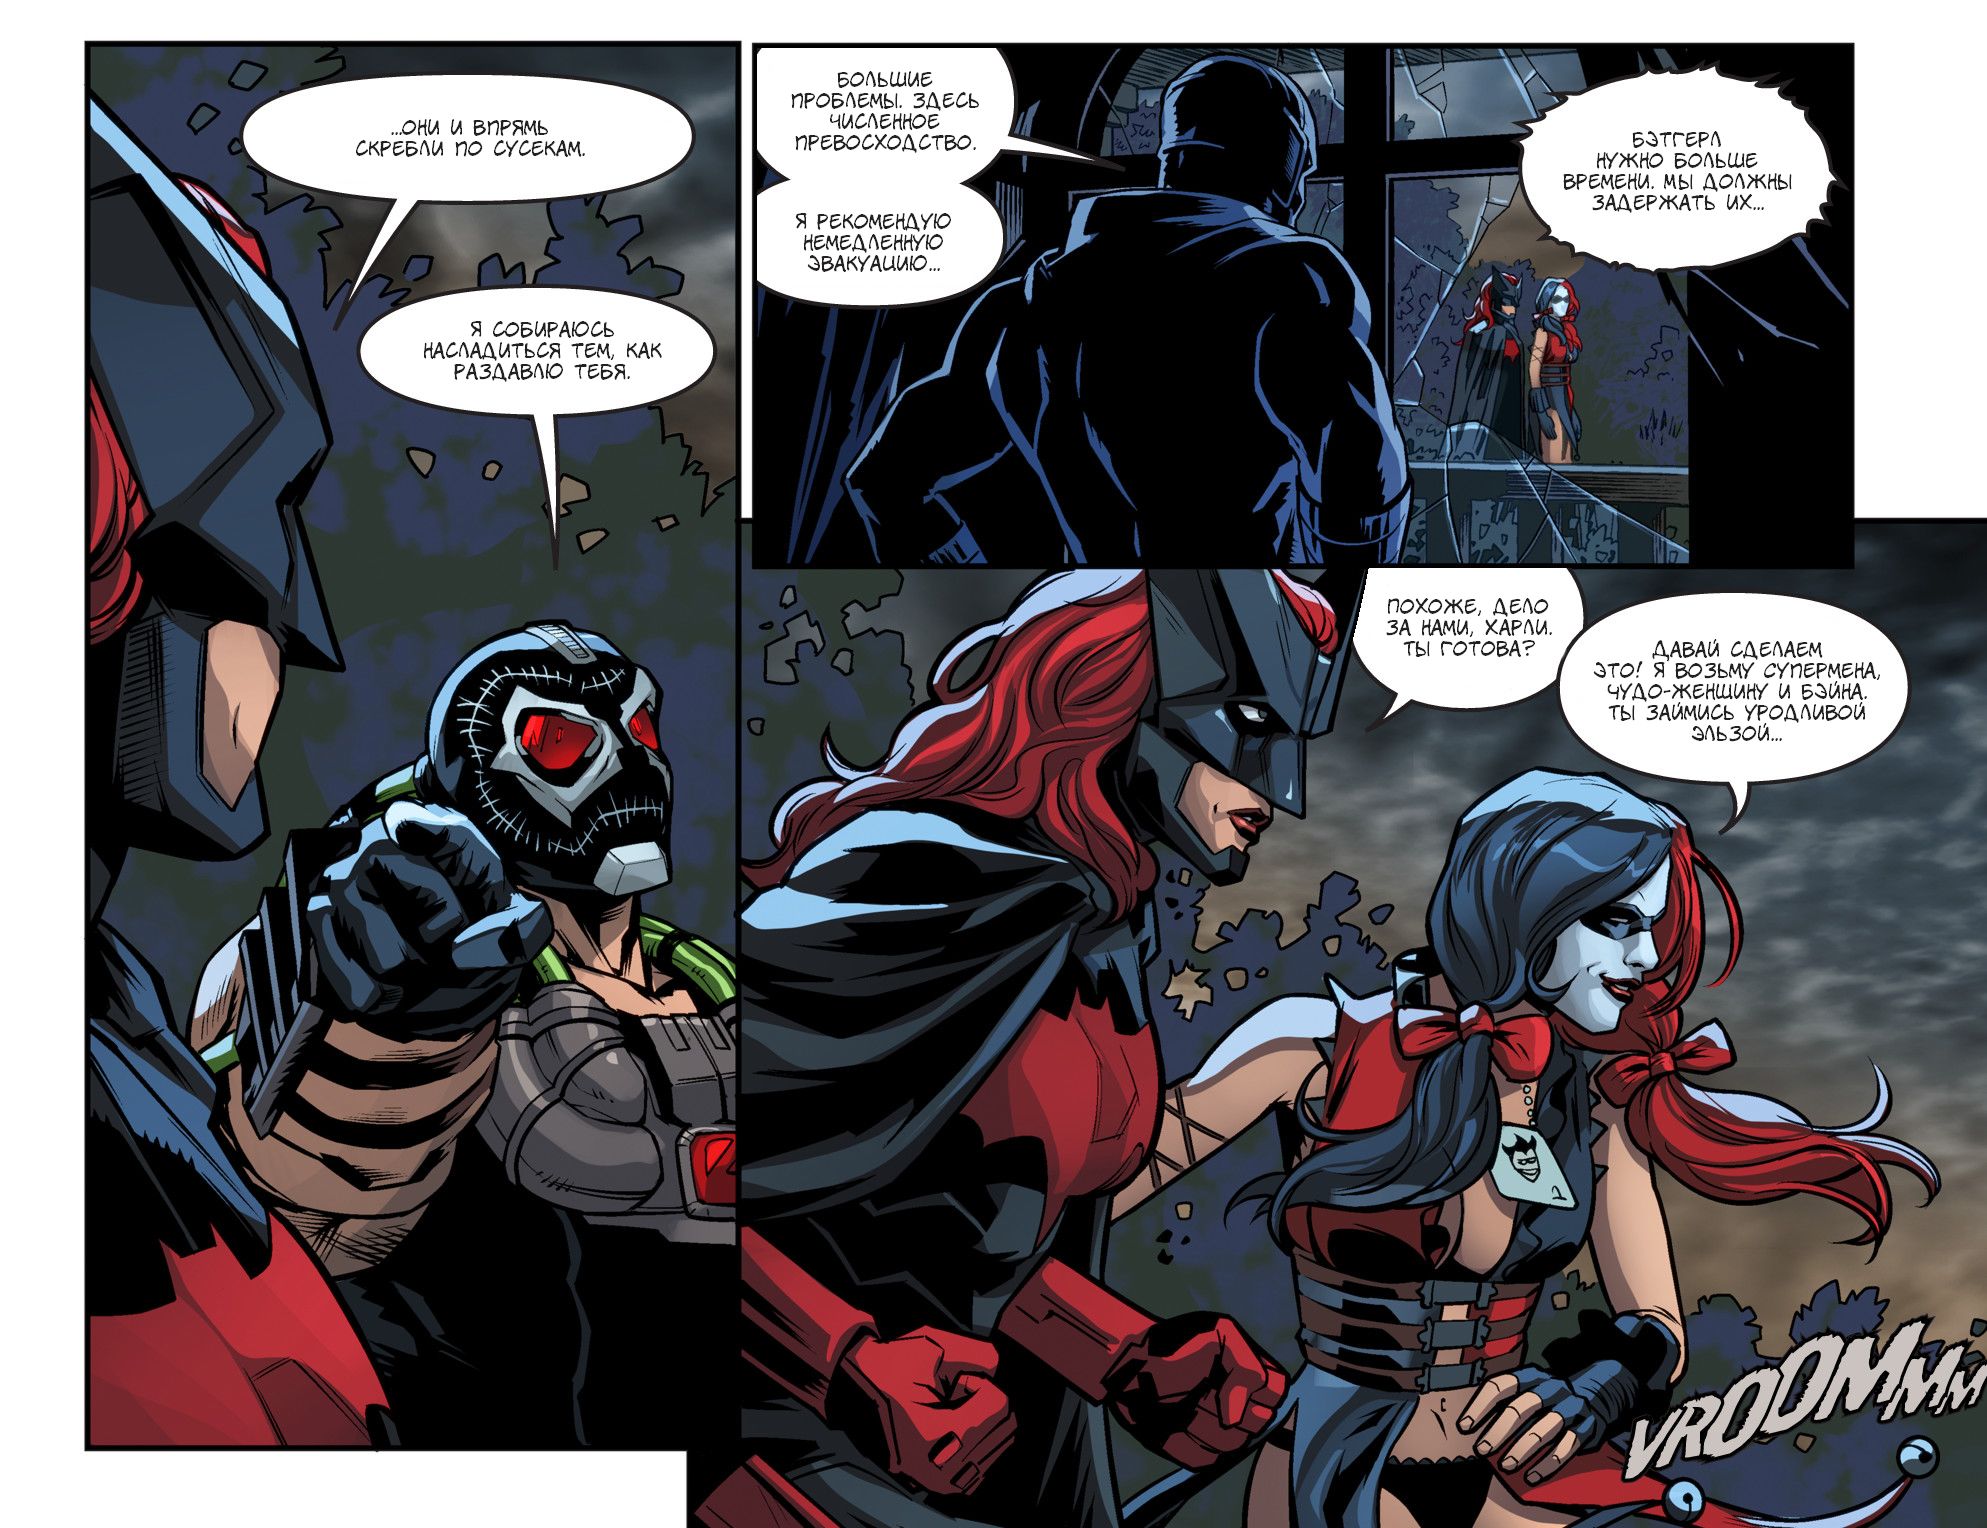 ...ОНИ И ВПРЯМЬ
СКРЕБЛИ ПО СУСЕКАМ.
Я СОБИРАЮСЬ
НАСЛАДИТЬСЯ ТЕМ, КАК
РАЗДАВЛЮ ТЕБЯ.
БОЛЬШИЕ
ПРОБЛЕМЫ. ЗДЕСЬ
ЧИСЛЕННОЕ
ПРЕВОСХОДСТВО.
Я РЕКОМЕНДУЮ
НЕМЕДЛЕННУЮ
ЭВАКУАЦИЮ...
БЭТГЕРЛ
НУЖНО БОЛЬШЕ
ВРЕМЕНИ. МЫ ДОЛЖНЫ
ЗАДЕРЖАТЬ ИХ...
ПОХОЖЕ, ДЕЛО
ЗА НАМИ, ХАРЛИ.
ТЫ ГОТОВА?
ДАВАЙ СДЕЛАЕМ
ЭТО! Я ВОЗЬМУ СУПЕРМЕНА,
ЧУДО-ЖЕНЩИНУ И БЭЙНА.
ТЫ ЗАЙМИСЬ УРОДЛИВОЙ
ЭЛЬЗОЙ...
VROOMMMM